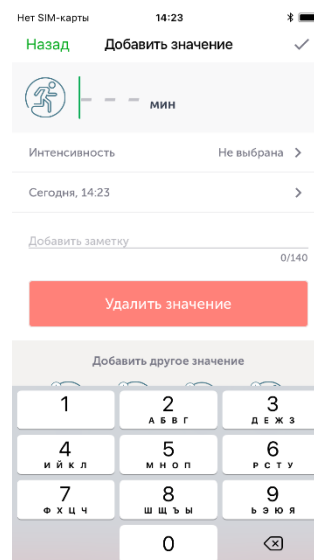 Нет SIM-карты 14:23
Назад Добавить значение
– – – мин
Интенсивность Не выбрана
Сегодня, 14:23
Добавить заметку
0/140
Удалить значение
Добавить другое значение
1 2 3
А Б В Г Д Е Ж З
4 5 6
И Й К Л М Н О П Р С Т У
7 8 9
Ф Х Ц Ч Ш Щ Ъ Ы Ь Э Ю Я
0